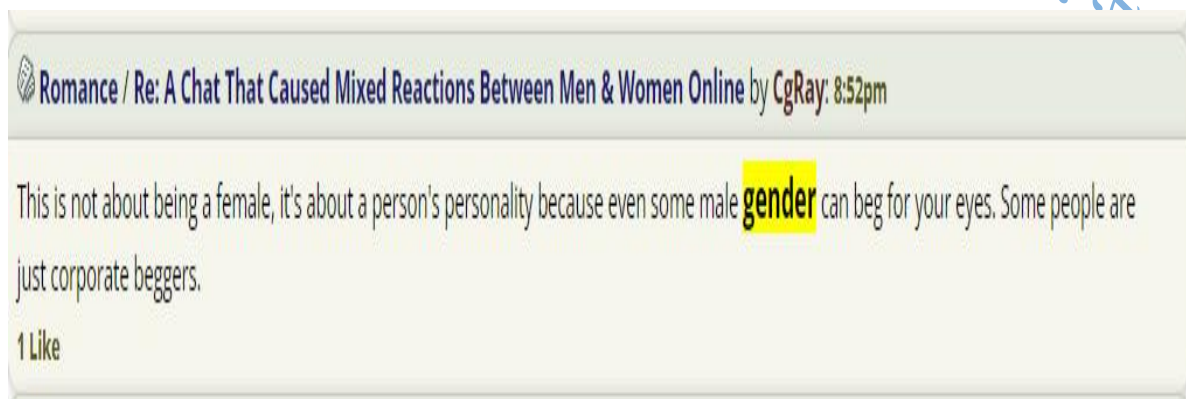 Romance / Re: A Chat That Caused Mixed Reactions Between Men & Women Online by CgRay: 8:52pm
This is not about being a female, it's about a person's personality because even some male gender can beg for your eyes. Some people are
just corporate beggers.
1 Like